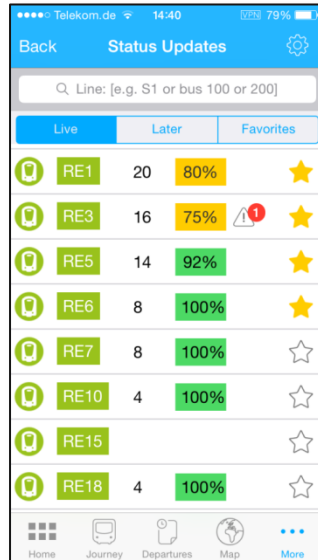 Telekom.de 14:40 VPN 79%
Back Status Updates
Line: [e.g. S1 or bus 100 or 200]
Live Later Favorites
RE1 20 80%
RE3 16 75% 1
RE5 14 92%
RE6 8 100%
RE7 8 100%
RE10 4 100%
RE15
RE18 4 100%
Home Journey Departures Map More